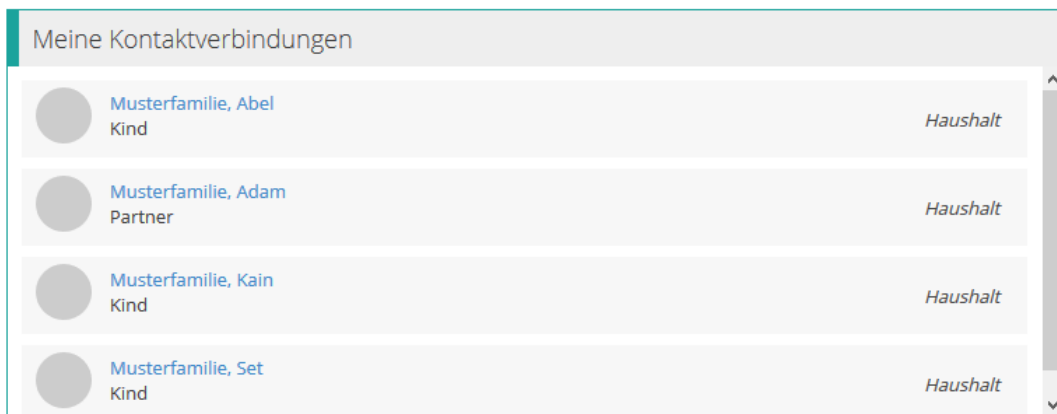 Meine Kontaktverbindungen
Musterfamilie, Abel
Kind
Haushalt
Musterfamilie, Adam
Partner
Haushalt
Musterfamilie, Kain
Kind
Haushalt
Musterfamilie, Set
Kind
Haushalt